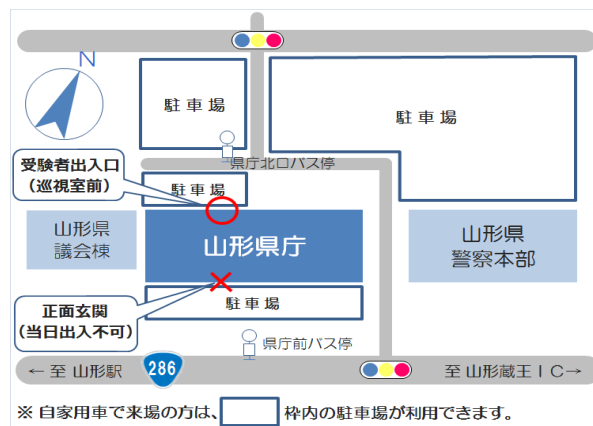 N
駐車場
駐車場
県庁北口バス停
受験者出入口
（巡視室前）
駐車場
山形県
議会棟
山形県庁
山形県
警察本部
正面玄関
（当日出入不可）
駐車場
県庁前バス停
← 至 山形駅
286
至 山形蔵王ＩＣ→
※ 自家用車で来場の方は、
枠内の駐車場が利用できます。